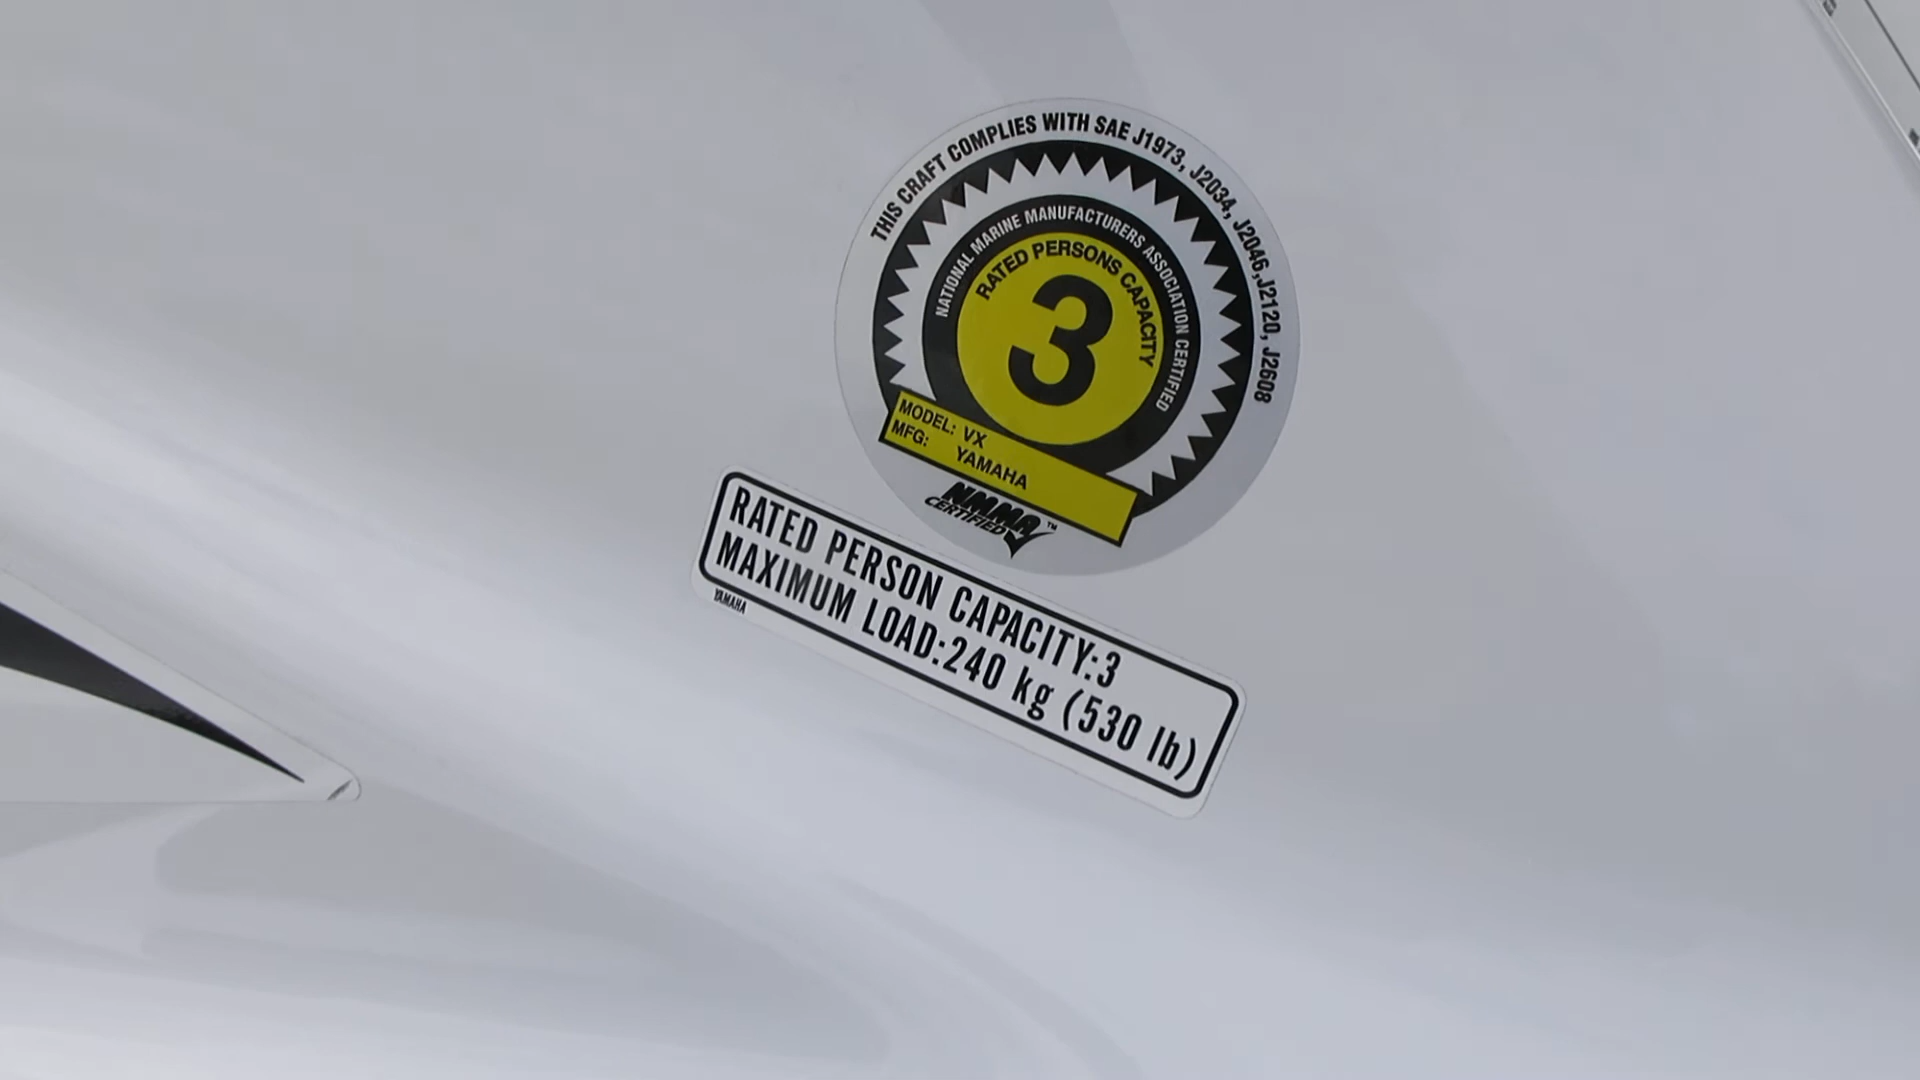 THIS CRAFT COMPLIES WITH SAE J1973, J2034, J2046,J2120, J2608
NATIONAL MARINE MANUFACTURERS ASSOCIATION CERTIFIED
RATED PERSONS CAPACITY
3
MODEL: VX
MFG: YAMAHA
NMMA TM
CERTIFIED
RATED PERSON CAPACITY:3
MAXIMUM LOAD:240 kg (530 lb)
YAMAHA